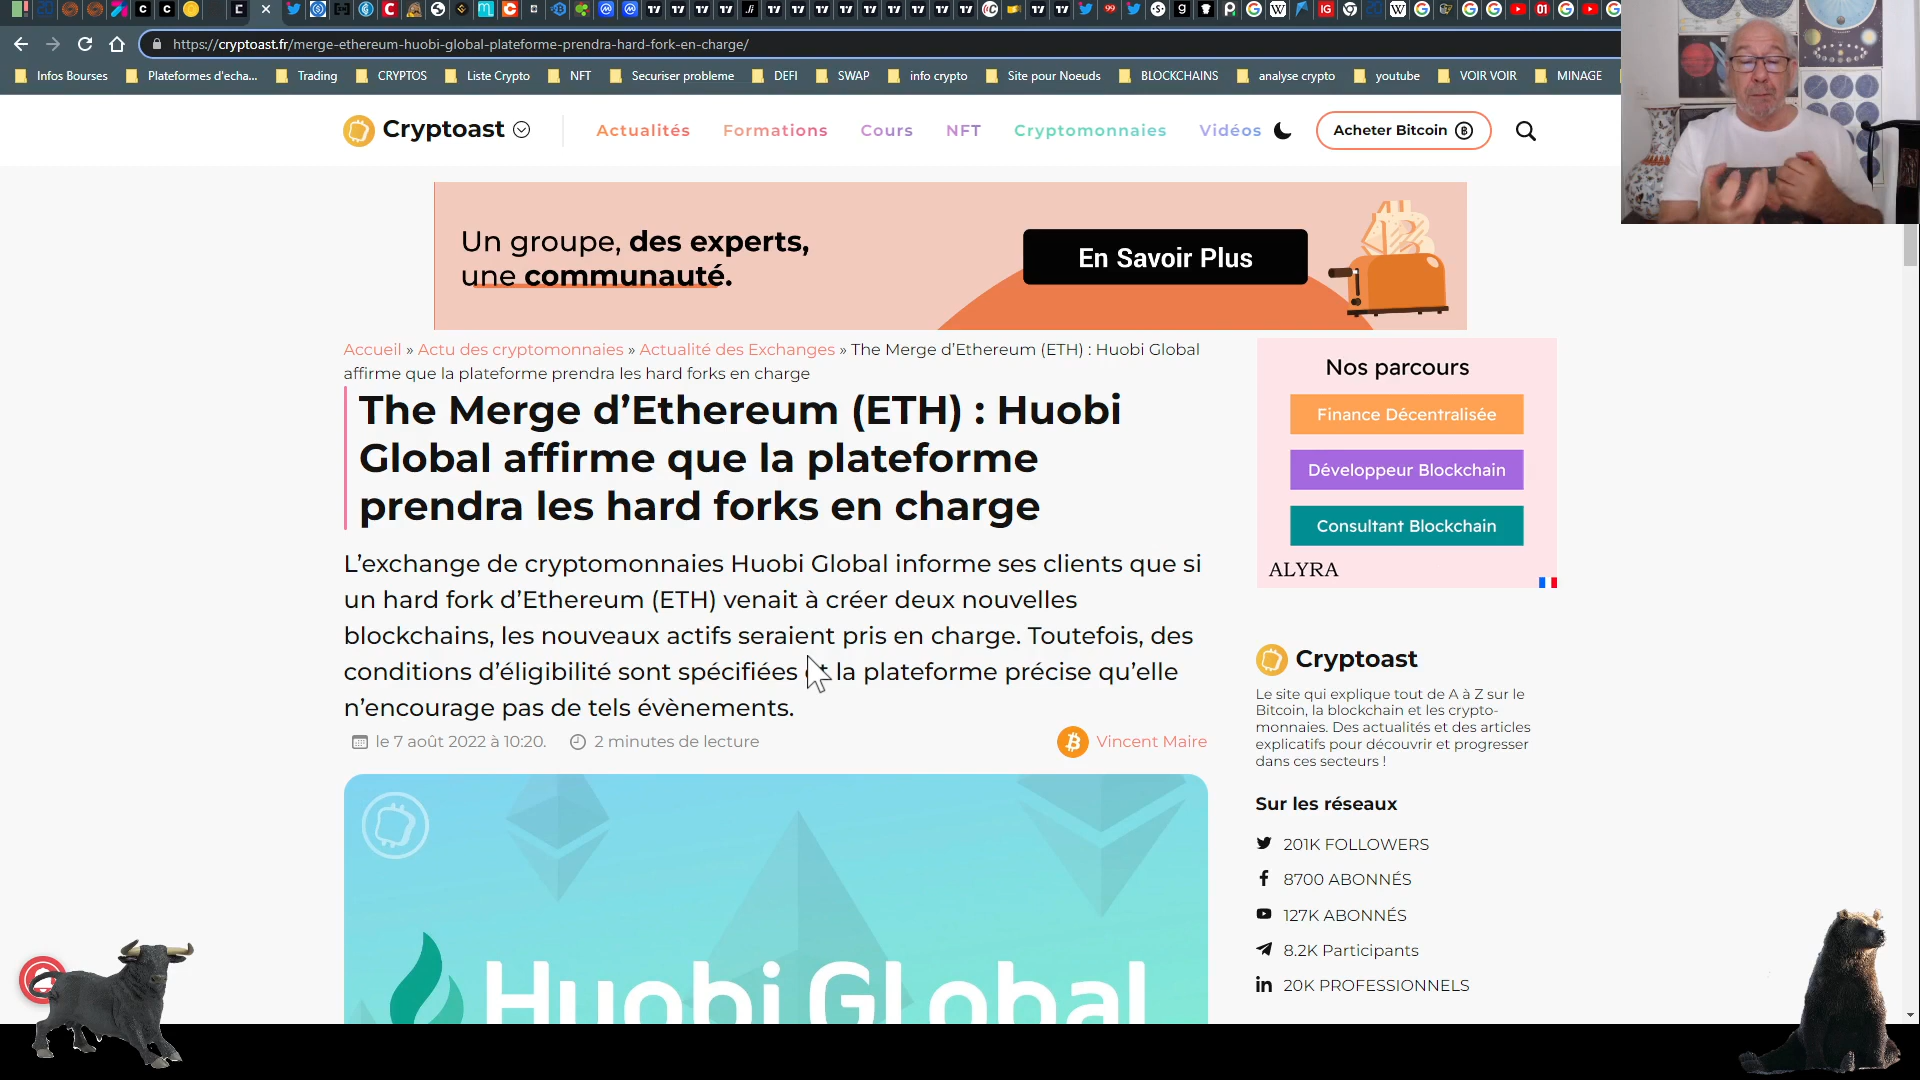 https://cryptoast.fr/merge-ethereum-huobi-global-plateforme-prendra-hard-fork-en-charge/
Infos Bourses Plateformes d'echa... Trading CRYPTOS Liste Crypto NFT Securiser probleme DEFI SWAP info crypto Site pour Noeuds BLOCKCHAINS analyse crypto youtube VOIR VOIR MINAGE
Cryptoast Actualités Formations Cours NFT Cryptomonnaies Vidéos Acheter Bitcoin
Un groupe, des experts,
une communauté.
En Savoir Plus
Accueil » Actu des cryptomonnaies » Actualité des Exchanges » The Merge d'Ethereum (ETH) : Huobi Global
affirme que la plateforme prendra les hard forks en charge
The Merge d'Ethereum (ETH) : Huobi
Global affirme que la plateforme
prendra les hard forks en charge
L'exchange de cryptomonnaies Huobi Global informe ses clients que si
un hard fork d'Ethereum (ETH) venait à créer deux nouvelles
blockchains, les nouveaux actifs seraient pris en charge. Toutefois, des
conditions d'éligibilité sont spécifiées et la plateforme précise qu'elle
n'encourage pas de tels évènements.
le 7 août 2022 à 10:20. 2 minutes de lecture Vincent Maire
Huobi Global
Nos parcours
Finance Décentralisée
Développeur Blockchain
Consultant Blockchain
ALYRA
Cryptoast
Le site qui explique tout de A à Z sur le
Bitcoin, la blockchain et les crypto-
monnaies. Des actualités et des articles
explicatifs pour découvrir et progresser
dans ces secteurs !
Sur les réseaux
201K FOLLOWERS
8700 ABONNÉS
127K ABONNÉS
8.2K Participants
20K PROFESSIONNELS